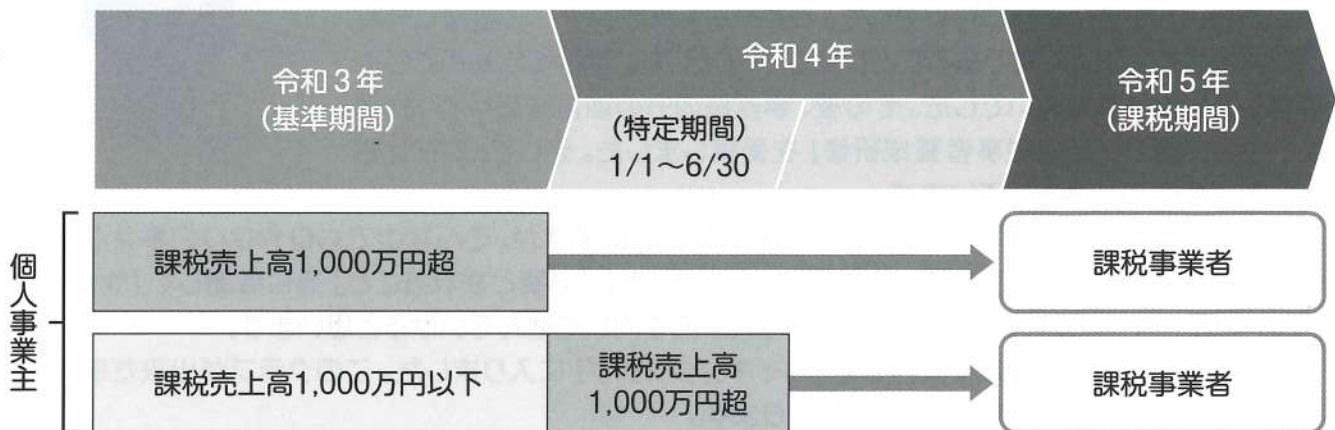 令和3年
(基準期間)
令和4年
(特定期間)
1/1〜6/30
令和5年
(課税期間)
個人事業主
課税売上高1,000万円超
課税事業者
課税売上高1,000万円以下
課税売上高
1,000万円超
課税事業者